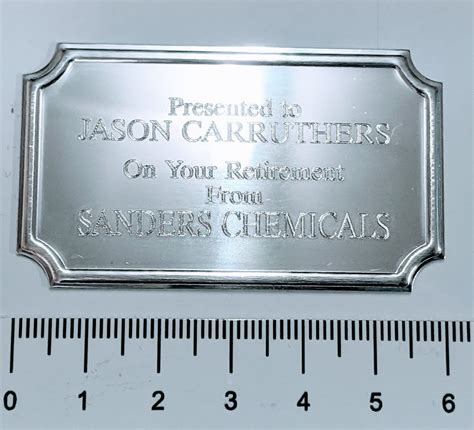 Presented to
JASON CARRUTHERS
On Your Retirement
From
SANDERS CHEMICALS
0 1 2 3 4 5 6